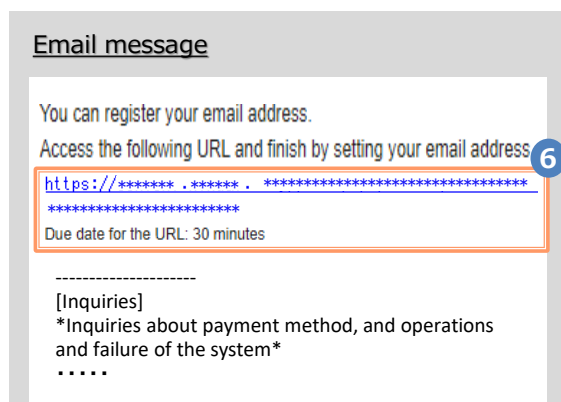 Email message
You can register your email address.
Access the following URL and finish by setting your email address
6
https://******* .****** . *********************************
************************
Due date for the URL: 30 minutes
---------------------
[Inquiries]
*Inquiries about payment method, and operations
and failure of the system*
・・・・・